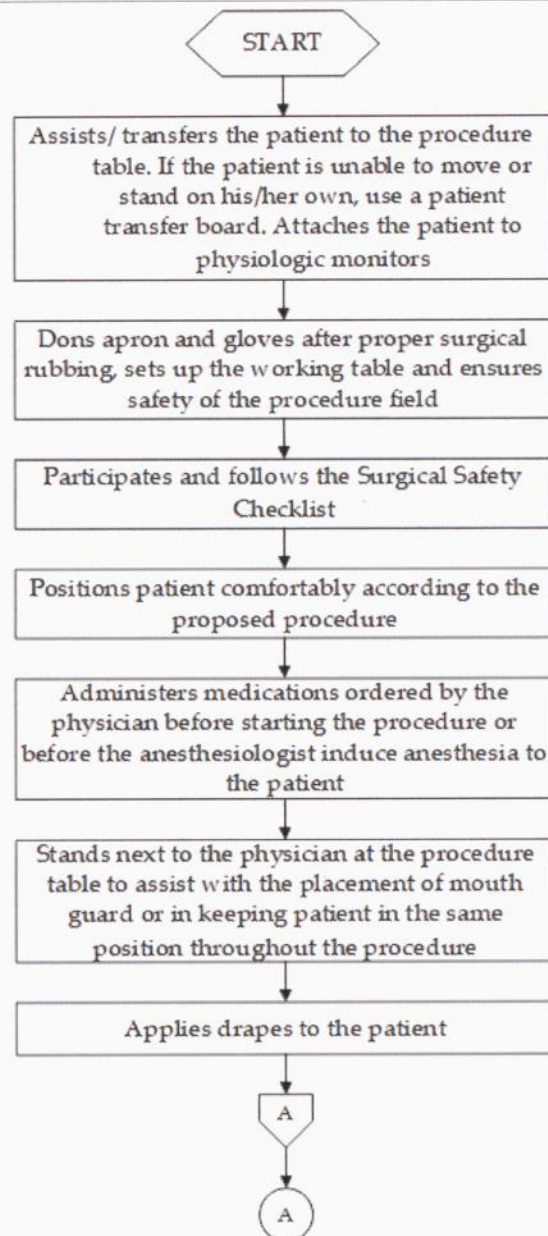 START
Assists/ transfers the patient to the procedure
table. If the patient is unable to move or
stand on his/her own, use a patient
transfer board. Attaches the patient to
physiologic monitors
Dons apron and gloves after proper surgical
rubbing, sets up the working table and ensures
safety of the procedure field
Participates and follows the Surgical Safety
Checklist
Positions patient comfortably according to the
proposed procedure
Administers medications ordered by the
physician before starting the procedure or
before the anesthesiologist induce anesthesia to
the patient
Stands next to the physician at the procedure
table to assist with the placement of mouth
guard or in keeping patient in the same
position throughout the procedure
Applies drapes to the patient
A
A